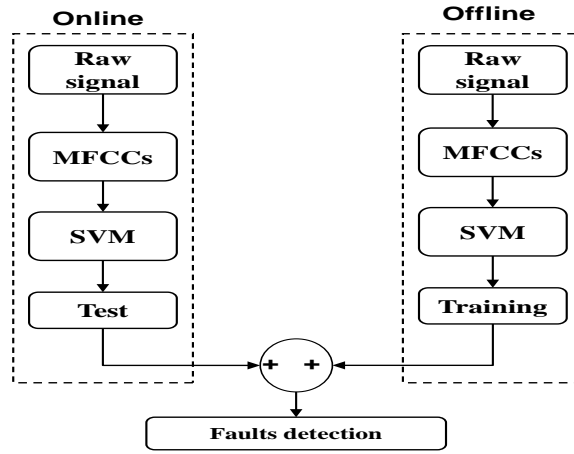 Online
Raw
signal
MFCCs
SVM
Test
Offline
Raw
signal
MFCCs
SVM
Training
+ +
Faults detection